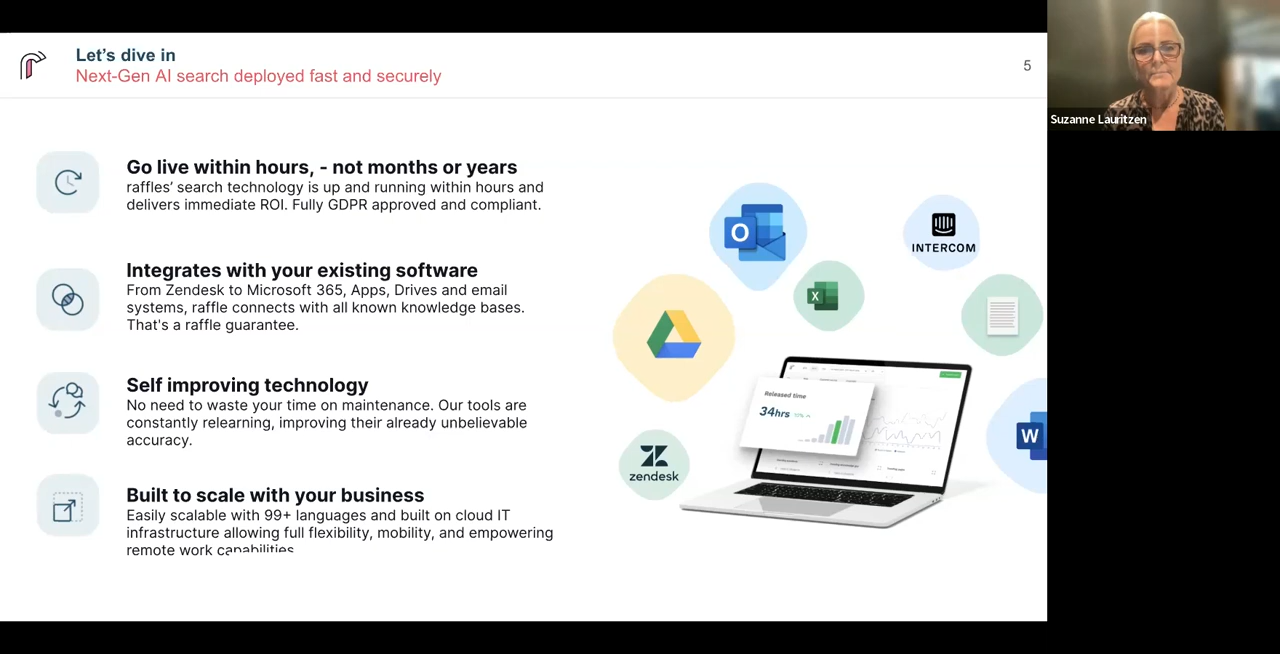 Let's dive in
Next-Gen AI search deployed fast and securely
5
Suzanne Lauritzen
Go live within hours, - not months or years
raffles' search technology is up and running within hours and
delivers immediate ROI. Fully GDPR approved and compliant.
Integrates with your existing software
From Zendesk to Microsoft 365, Apps, Drives and email
systems, raffle connects with all known knowledge bases.
That's a raffle guarantee.
Self improving technology
No need to waste your time on maintenance. Our tools are
constantly relearning, improving their already unbelievable
accuracy.
Built to scale with your business
Easily scalable with 99+ languages and built on cloud IT
infrastructure allowing full flexibility, mobility, and empowering
remote work capabilities
O
INTERCOM
X
W
zendesk
Released time
34hrs